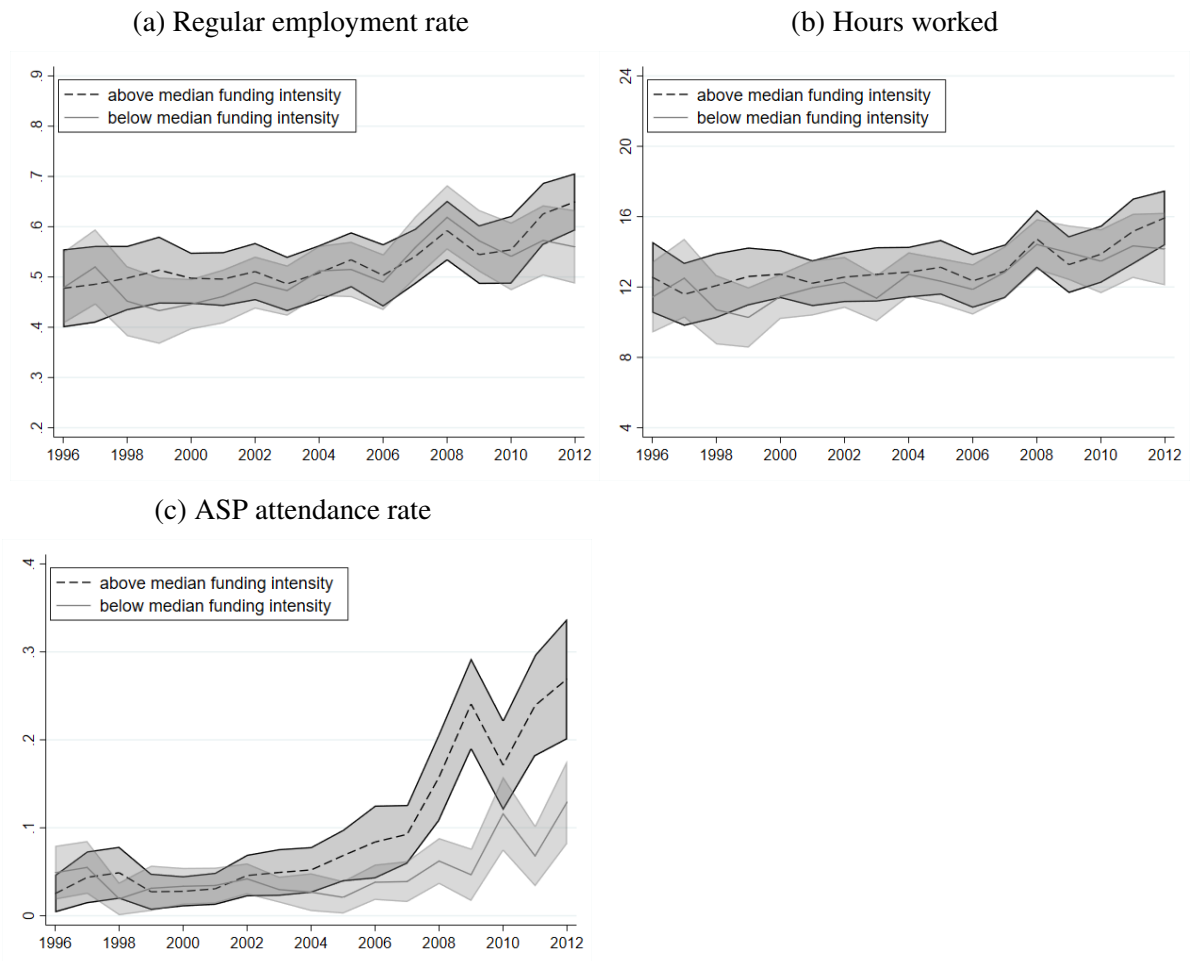 (a) Regular employment rate
.9
.8
.7
.6
.5
.4
.3
.2
above median funding intensity
below median funding intensity
1996 1998 2000 2002 2004 2006 2008 2010 2012
(b) Hours worked
24
20
16
12
8
4
above median funding intensity
below median funding intensity
1996 1998 2000 2002 2004 2006 2008 2010 2012
(c) ASP attendance rate
.4
.3
.2
.1
0
above median funding intensity
below median funding intensity
1996 1998 2000 2002 2004 2006 2008 2010 2012